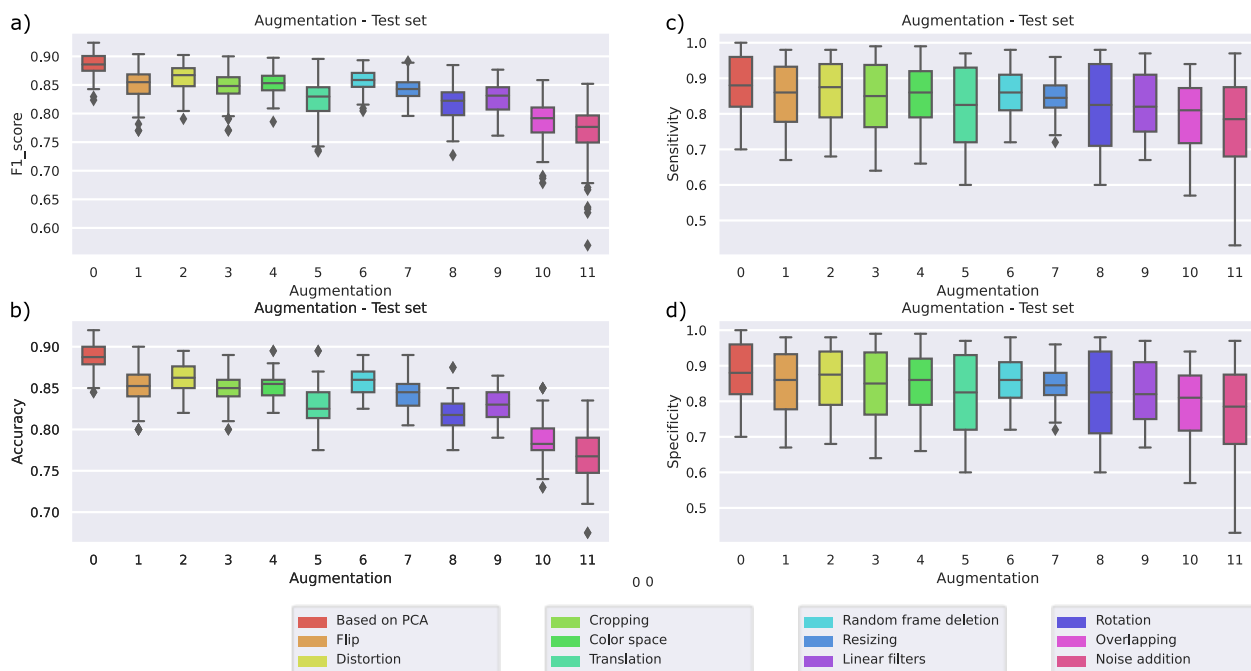 a)
Augmentation - Test set
F1_score
0.90
0.85
0.80
0.75
0.70
0.65
0.60
0 1 2 3 4 5 6 7 8 9 10 11
Augmentation
b)
Augmentation - Test set
Accuracy
0.90
0.85
0.80
0.75
0.70
0 1 2 3 4 5 6 7 8 9 10 11
Augmentation
c)
Augmentation - Test set
Sensitivity
1.0
0.9
0.8
0.7
0.6
0.5
0 1 2 3 4 5 6 7 8 9 10 11
Augmentation
d)
Augmentation - Test set
Specificity
1.0
0.9
0.8
0.7
0.6
0.5
0 1 2 3 4 5 6 7 8 9 10 11
Augmentation
0 0
Based on PCA
Flip
Distortion
Cropping
Color space
Translation
Random frame deletion
Resizing
Linear filters
Rotation
Overlapping
Noise addition